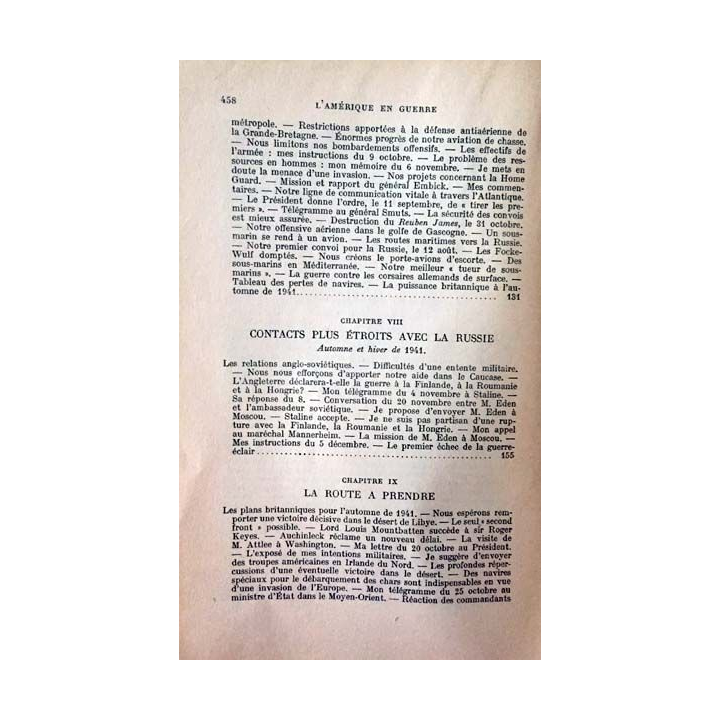 458
L'AMÉRIQUE EN GUERRE
métropole. — Restrictions apportées à la défense antiaérienne de
la Grande-Bretagne. — Énormes progrès de notre aviation de chasse.
— Nous limitons nos bombardements offensifs. — Les effectifs de
l'armée : mes instructions du 9 octobre. — Le problème des res-
sources en hommes : mon mémoire du 6 novembre. — Je mets en
doute la menace d'une invasion. — Nos projets concernant la Home
Guard. — Mission et rapport du général Embick. — Mes commen-
taires. — Notre ligne de communication vitale à travers l'Atlantique.
— Le Président donne l'ordre, le 11 septembre, de « tirer les pre-
miers ». — Télégramme au général Smuts. — La sécurité des convois
est mieux assurée. — Destruction du Reuben James, le 31 octobre.
— Notre offensive aérienne dans le golfe de Gascogne. — Un sous-
marin se rend à un avion. — Les routes maritimes vers la Russie.
— Notre premier convoi pour la Russie, le 12 août. — Les Focke-
Wulf domptés. — Nous créons le porte-avions d'escorte. — Des
sous-marins en Méditerranée. — Notre meilleur « tueur de sous-
marins ». — La guerre contre les corsaires allemands de surface. —
Tableau des pertes de navires. — La puissance britannique à l'au-
tomne de 1941 131
CHAPITRE VIII
CONTACTS PLUS ÉTROITS AVEC LA RUSSIE
Automne et hiver de 1941.
Les relations anglo-soviétiques. — Difficultés d'une entente militaire.
— Nous nous efforçons d'apporter notre aide dans le Caucase. —
L'Angleterre déclarera-t-elle la guerre à la Finlande, à la Roumanie
et à la Hongrie? — Mon télégramme du 4 novembre à Staline. —
Sa réponse du 8. — Conversation du 20 novembre entre M. Eden
et l'ambassadeur soviétique. — Je propose d'envoyer M. Eden à
Moscou. — Staline accepte. — Je ne suis pas partisan d'une rup-
ture avec la Finlande, la Roumanie et la Hongrie. — Mon appel
au maréchal Mannerheim. — La mission de M. Eden à Moscou. —
Mes instructions du 5 décembre. — Le premier échec de la guerre-
éclair 155
CHAPITRE IX
LA ROUTE A PRENDRE
Les plans britanniques pour l'automne de 1941. — Nous espérons rem-
porter une victoire décisive dans le désert de Libye. — Le seul « second
front » possible. — Lord Louis Mountbatten succède à sir Roger
Keyes. — Auchinleck réclame un nouveau délai. — La visite de
M. Attlee à Washington. — Ma lettre du 20 octobre au Président.
— L'exposé de mes intentions militaires. — Je suggère d'envoyer
des troupes américaines en Irlande du Nord. — Les profondes réper-
cussions d'une éventuelle victoire dans le désert. — Des navires
spéciaux pour le débarquement des chars sont indispensables en vue
d'une invasion de l'Europe. — Mon télégramme du 25 octobre au
ministre d'État dans le Moyen-Orient. — Réaction des commandants